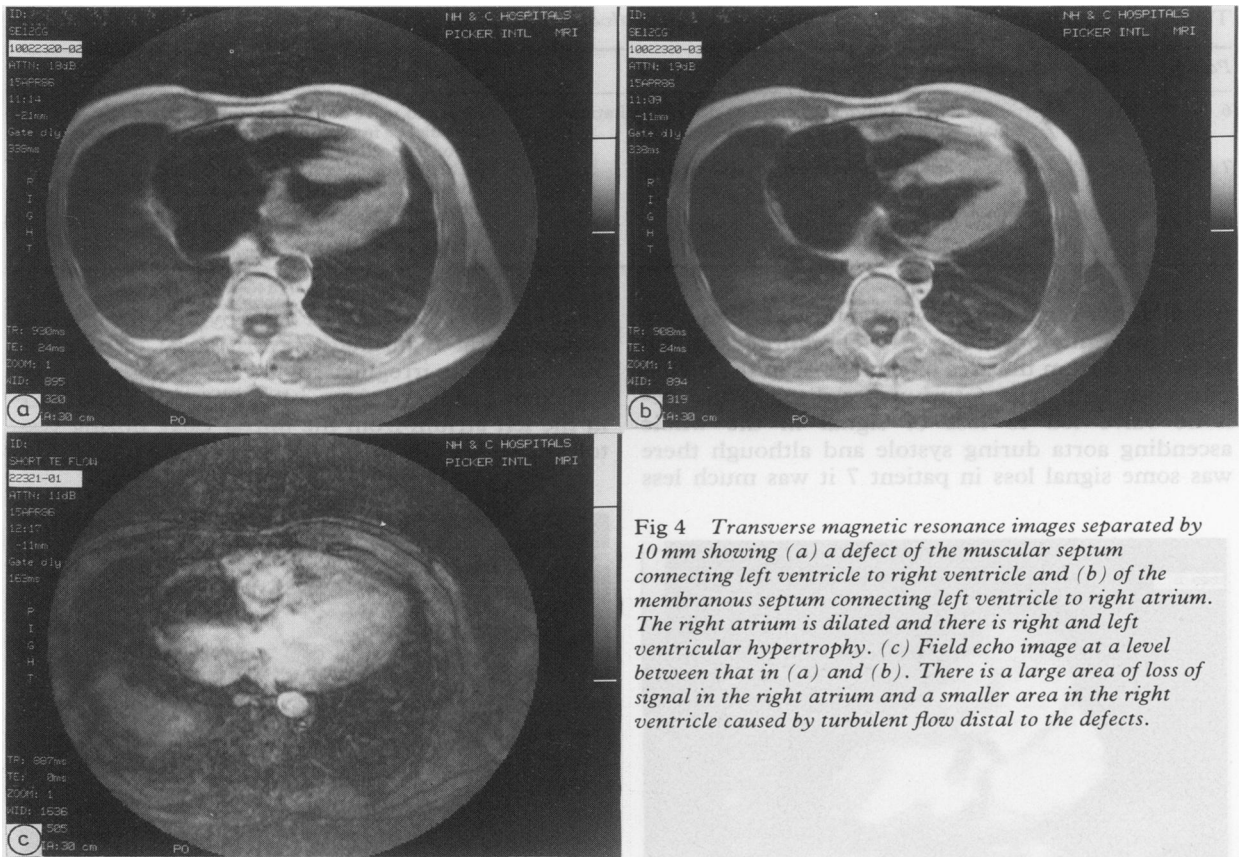 ID:
SE12CG
10022320-02
ATTN: 18dB
15APR86
11:14
-21mm
Gate dly
338ms
R
I
G
H
T
TR: 930ms
TE: 24ms
ZOOM: 1
WID: 895
320
IA:30 cm
PO
NH & C HOSPITALS
PICKER INTL MRI
a
ID:
SE12CG
10022320-03
ATTN: 19dB
15APR86
11:09
-11mm
Gate dly
338ms
R
I
G
H
T
TR: 908ms
TE: 24ms
ZOOM: 1
WID: 894
319
IA:30 cm
PO
NH & C HOSPITALS
PICKER INTL MRI
b
ID:
SHORT TE FLOW
22321-01
ATTN: 11dB
15APR86
12:17
-11mm
Gate dly
163ms
R
I
G
H
T
TR: 887ms
TE: 0ms
ZOOM: 1
WID: 1636
505
IA:30 cm
PO
NH & C HOSPITALS
PICKER INTL MRI
c
ascending aorta during systole and although there
was some signal loss in patient 7 it was much less
Fig 4 Transverse magnetic resonance images separated by
10 mm showing (a) a defect of the muscular septum
connecting left ventricle to right ventricle and (b) of the
membranous septum connecting left ventricle to right atrium.
The right atrium is dilated and there is right and left
ventricular hypertrophy. (c) Field echo image at a level
between that in (a) and (b). There is a large area of loss of
signal in the right atrium and a smaller area in the right
ventricle caused by turbulent flow distal to the defects.